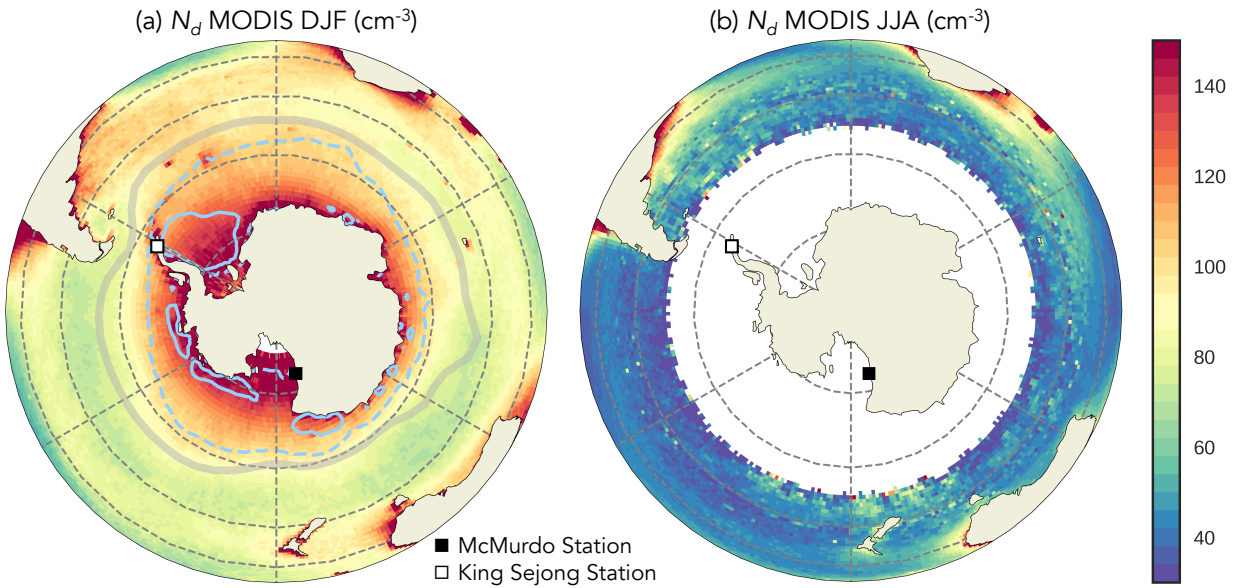 (a) N_d MODIS DJF (cm⁻³)
(b) N_d MODIS JJA (cm⁻³)
140
120
100
80
60
40
McMurdo Station
King Sejong Station